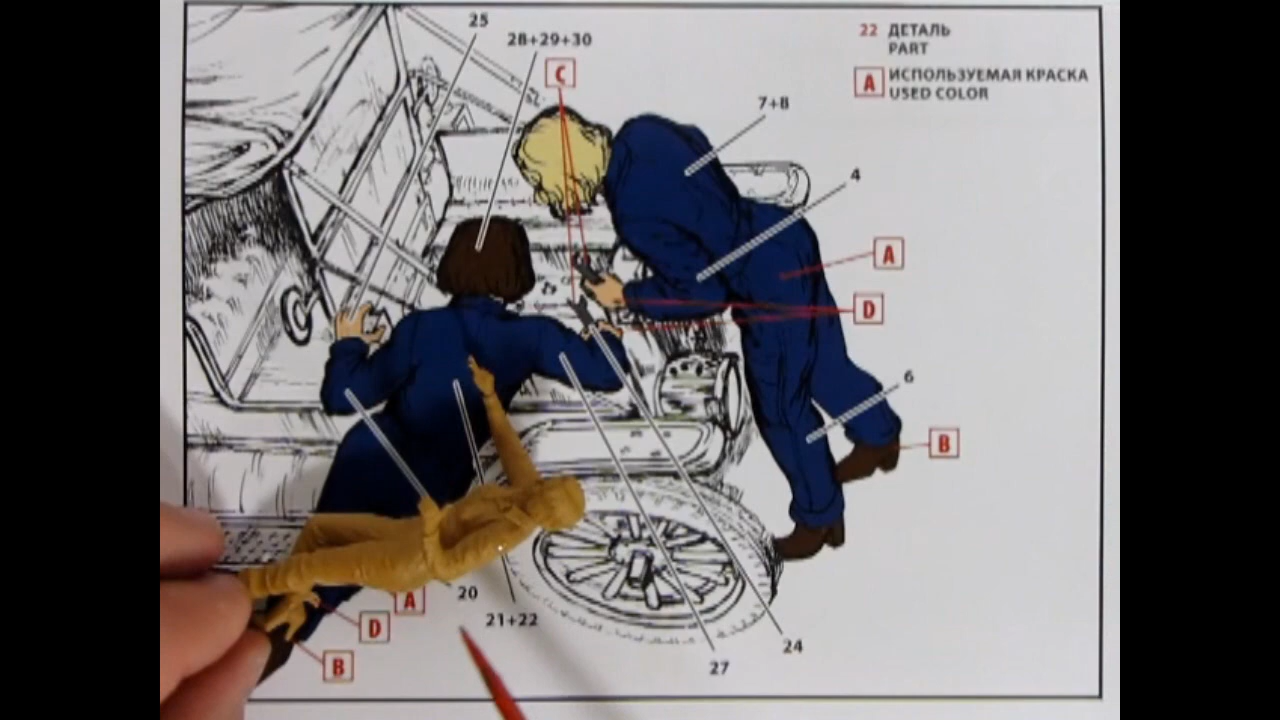 25
28+29+30
C
22 ДЕТАЛЬ
PART
A ИСПОЛЬЗУЕМАЯ КРАСКА
USED COLOR
7+8
4
A
D
6
B
A
20
D
21+22
B
27
24